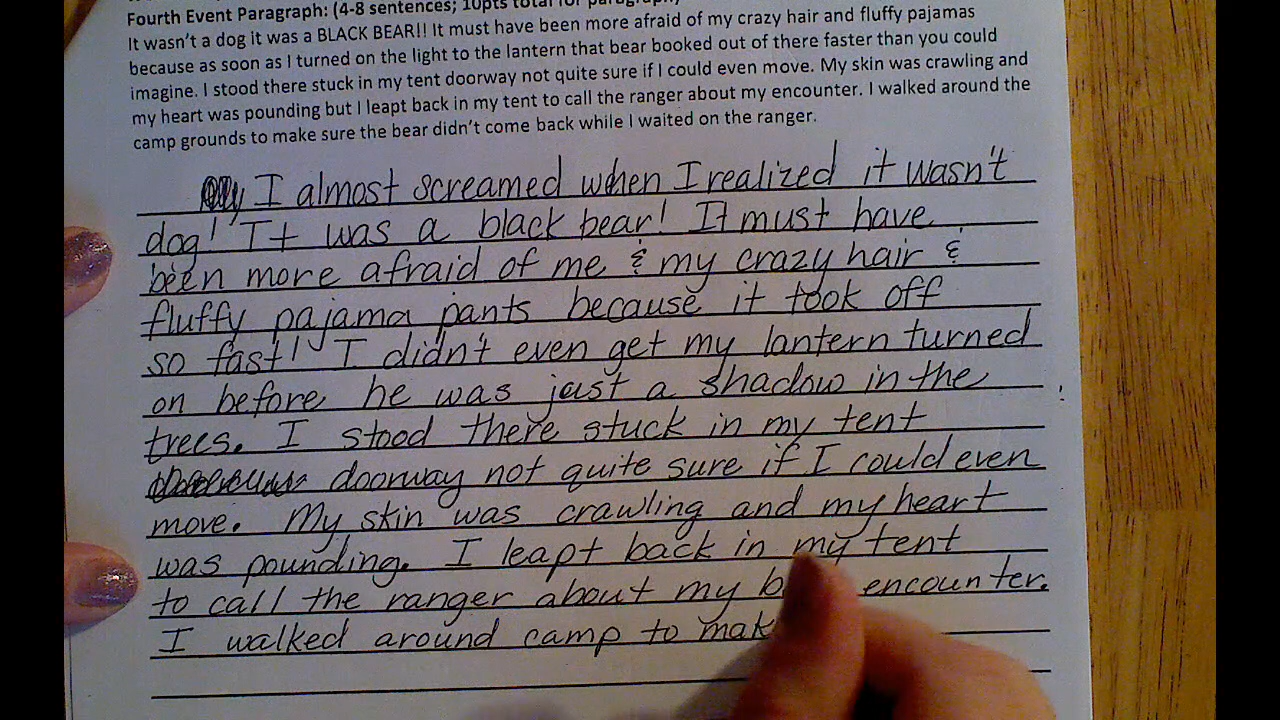 Fourth Event Paragraph: (4-8 sentences; 10pts total for paragraph)
It wasn't a dog it was a BLACK BEAR!! It must have been more afraid of my crazy hair and fluffy pajamas
because as soon as I turned on the light to the lantern that bear booked out of there faster than you could
imagine. I stood there stuck in my tent doorway not quite sure if I could even move. My skin was crawling and
my heart was pounding but I leapt back in my tent to call the ranger about my encounter. I walked around the
camp grounds to make sure the bear didn't come back while I waited on the ranger.
I almost screamed when I realized it wasn't
dog! It was a black bear! It must have
been more afraid of me & my crazy hair &
fluffy pajama pants because it took off
so fast! I didn't even get my lantern turned
on before he was just a shadow in the
trees. I stood there stuck in my tent
doorway not quite sure if I could even
move. My skin was crawling and my heart
was pounding. I leapt back in my tent
to call the ranger about my encounter.
I walked around camp to mak